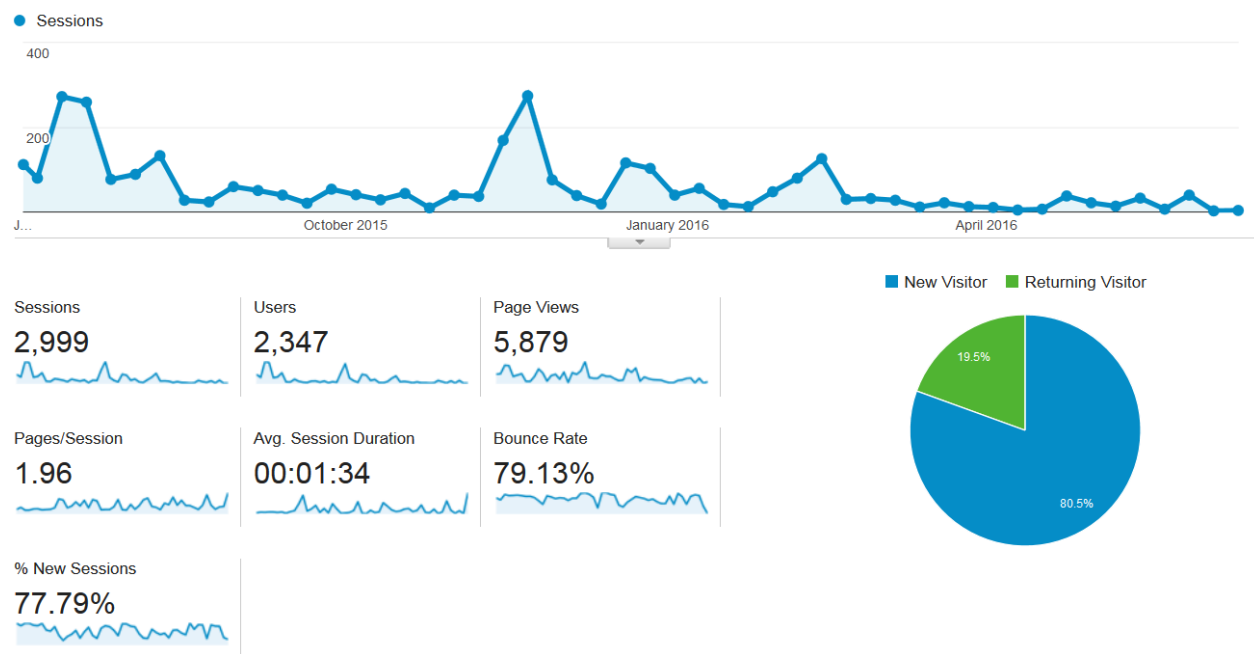 Sessions
400
200
J... October 2015 January 2016 April 2016
New Visitor Returning Visitor
Sessions Users Page Views
2,999 2,347 5,879
19.5%
Pages/Session Avg. Session Duration Bounce Rate
1.96 00:01:34 79.13%
80.5%
% New Sessions
77.79%